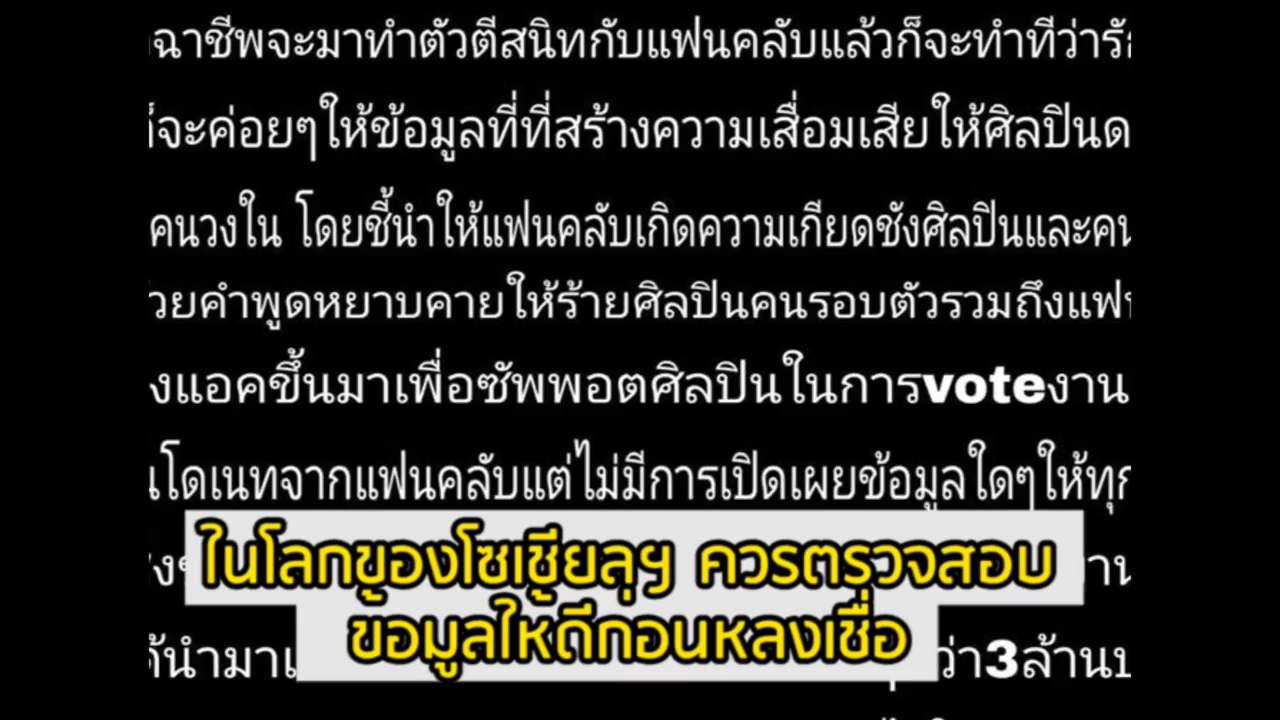 ฉาชีพจะมาทำตัวตีสนิทกับแฟนคลับแล้วก็จะทำทีว่ารั
จะค่อยๆให้ข้อมูลที่ที่สร้างความเสื่อมเสียให้ศิลปินด
คนวงใน โดยชี้นำให้แฟนคลับเกิดความเกียดชังศิลปินและคน
วยคำพูดหยาบคายให้ร้ายศิลปินคนรอบตัวรวมถึงแฟ
งแอคขึ้นมาเพื่อซัพพอตศิลปินในการvoteงาน
โดเนทจากแฟนคลับแต่ไม่มีการเปิดเผยข้อมูลใดๆให้ทุก
ในโลกของโซเชียลฯ ควรตรวจสอบ
ข้อมูลให้ดีก่อนหลงเชื่อ
นำมา ว่า3ล้าน